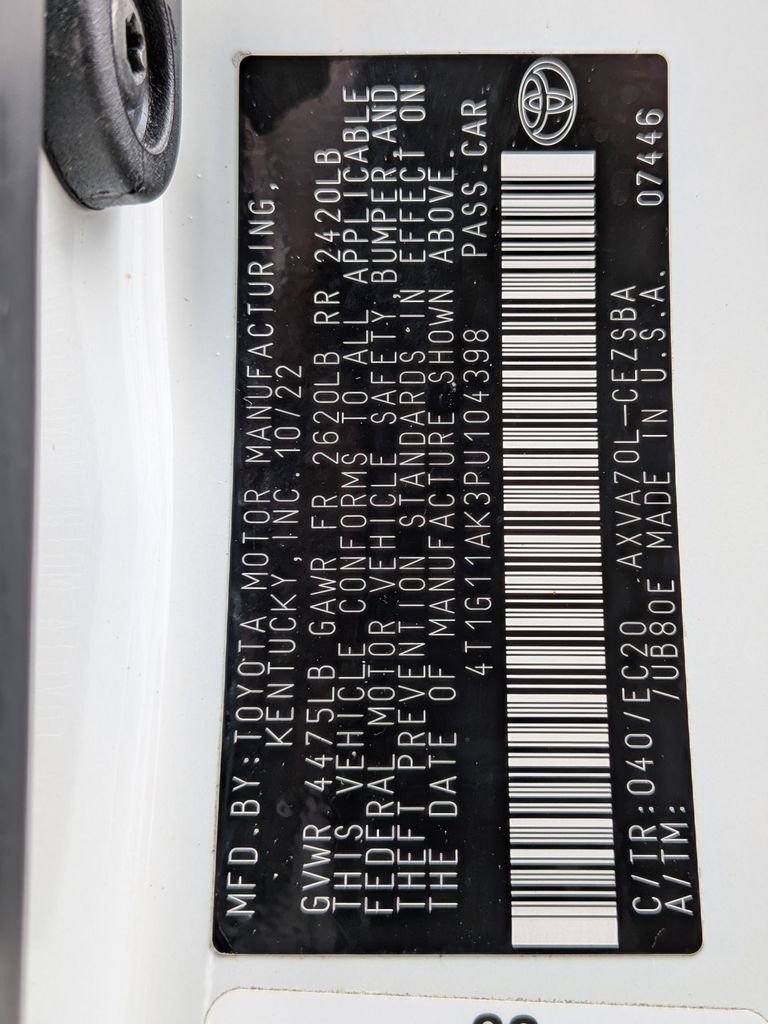 MFD.BY:TOYOTA MOTOR MANUFACTURING,
KENTUCKY, INC. 10/22
GVWR 4475LB GAWR FR 2620LB RR 2420LB
THIS VEHICLE CONFORMS TO ALL APPLICABLE
FEDERAL MOTOR VEHICLE SAFETY,BUMPER AND
THEFT PREVENTION STANDARDS IN EFFECT ON
THE DATE OF MANUFACTURE SHOWN ABOVE.
4T1G11AK3PU104398 PASS.CAR
C/TR:040/EC20 AXVA70L-CEZSBA 07446
A/TM: /UB80E MADE IN U.S.A.